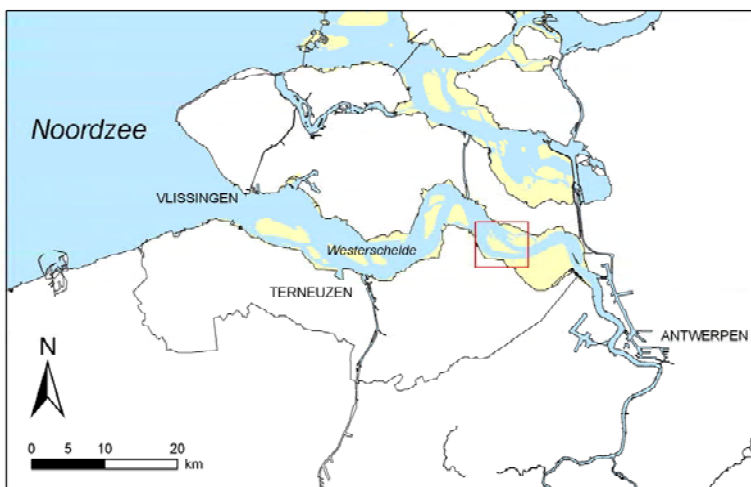 Noordzee
VLISSINGEN
Westerschelde
TERNEUZEN
ANTWERPEN
N
0 5 10 20
km